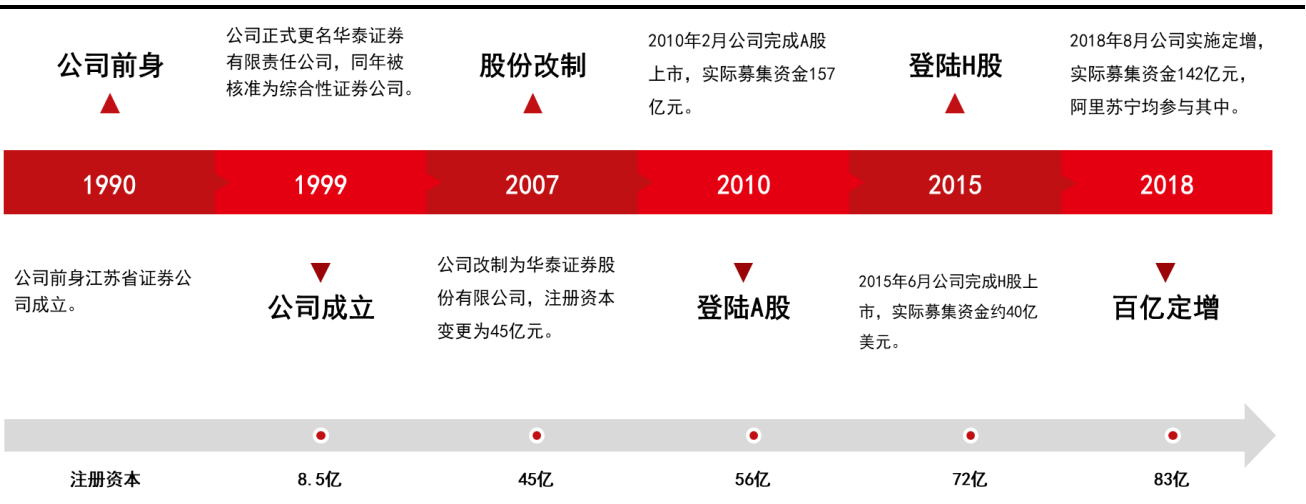 公司前身
公司正式更名华泰证券
有限责任公司，同年被
核准为综合性证券公司。
股份改制
2010年2月公司完成A股
上市，实际募集资金157
亿元。
登陆H股
2018年8月公司实施定增，
实际募集资金142亿元，
阿里苏宁均参与其中。
1990
1999
2007
2010
2015
2018
公司前身江苏省证券公
司成立。
公司成立
公司改制为华泰证券股
份有限公司，注册资本
变更为45亿元。
登陆A股
2015年6月公司完成H股上
市，实际募集资金约40亿
美元。
百亿定增
注册资本
8.5亿
45亿
56亿
72亿
83亿